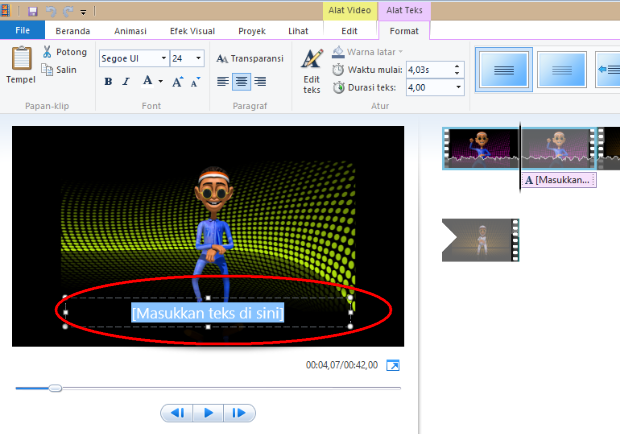 Alat Video Alat Teks
File Beranda Animasi Efek Visual Proyek Lihat Edit Format
Tempel
Potong
Salin
Papan-klip
Segoe UI 24
B I A A A
Font
AA Transparansi
Paragraf
Edit teks
Warna latar
Waktu mulai: 4,03s
Durasi teks: 4,00
Atur
[Masukkan teks di sini]
00:04,07/00:42,00
A [Masukkan...